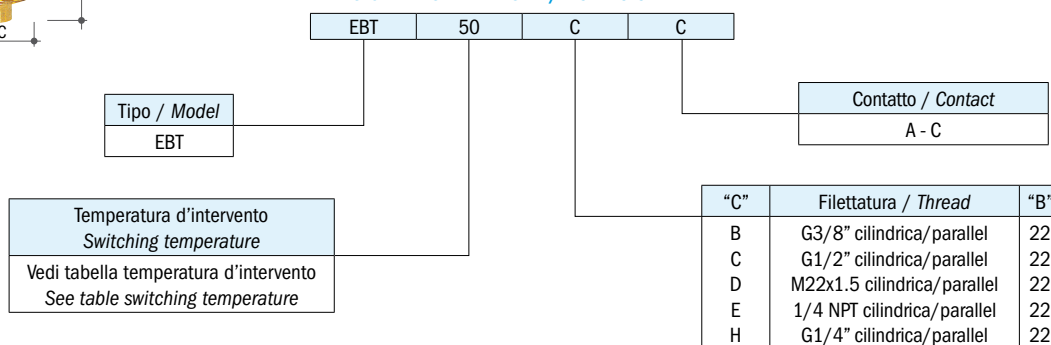 C
EBT 50 C C
Tipo / Model
EBT
Contatto / Contact
A - C
Temperatura d'intervento
Switching temperature
Vedi tabella temperatura d'intervento
See table switching temperature
"C" Filettatura / Thread "B"
B G3/8" cilindrica/parallel 22
C G1/2" cilindrica/parallel 22
D M22x1.5 cilindrica/parallel 22
E 1/4 NPT cilindrica/parallel 22
H G1/4" cilindrica/parallel 22